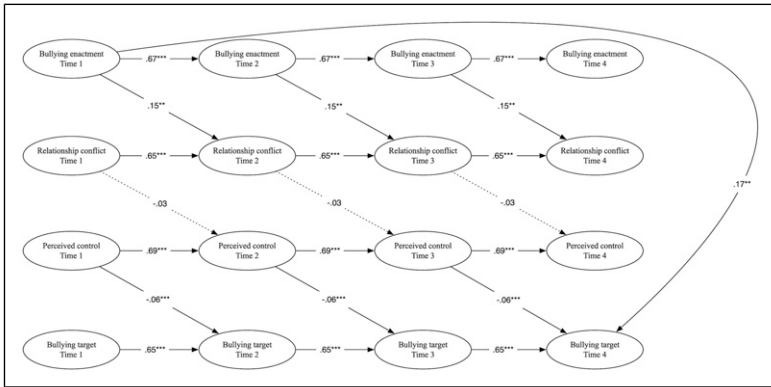 Bullying enactment
Time 1
.67***
Bullying enactment
Time 2
.67***
Bullying enactment
Time 3
.67***
Bullying enactment
Time 4
.15**
.15**
.15**
Relationship conflict
Time 1
.65***
Relationship conflict
Time 2
.65***
Relationship conflict
Time 3
.65***
Relationship conflict
Time 4
.17**
-.03
-.03
-.03
Perceived control
Time 1
.69***
Perceived control
Time 2
.69***
Perceived control
Time 3
.69***
Perceived control
Time 4
-.06***
-.06***
-.06***
Bullying target
Time 1
.65***
Bullying target
Time 2
.65***
Bullying target
Time 3
.65***
Bullying target
Time 4